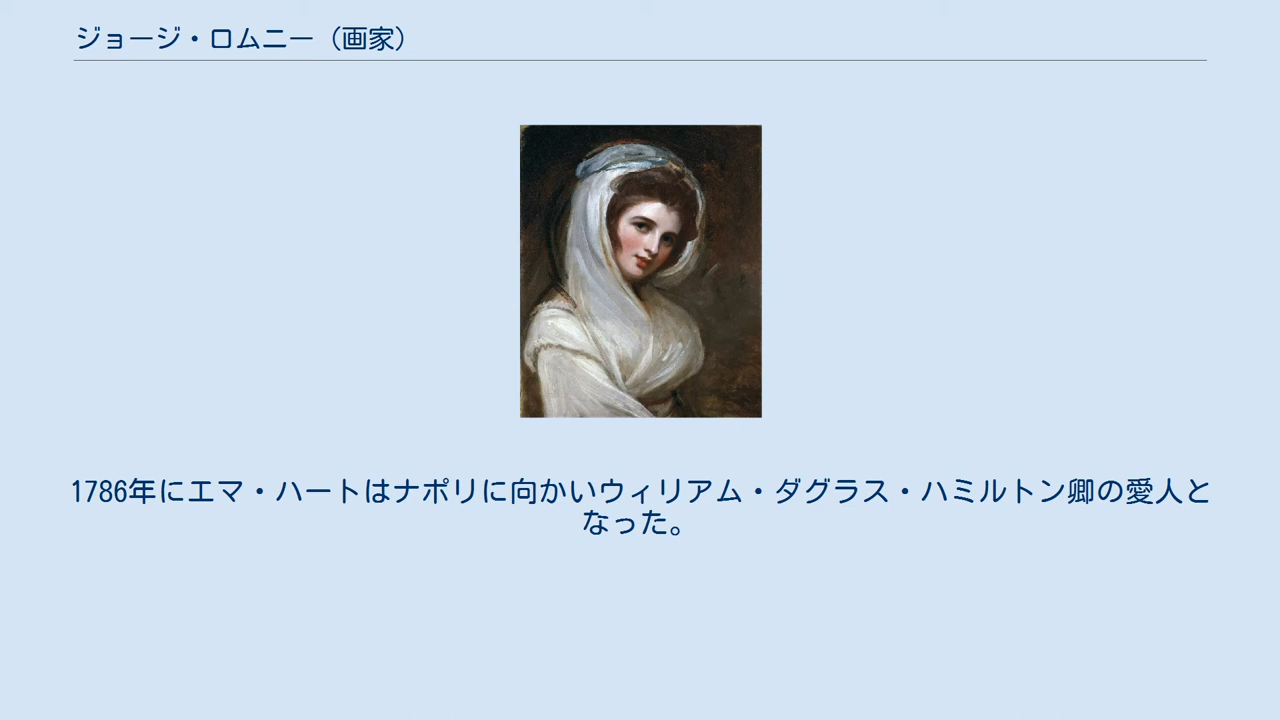 ジョージ・ロムニー（画家）
1786年にエマ・ハートはナポリに向かいウィリアム・ダグラス・ハミルトン卿の愛人と
なった。